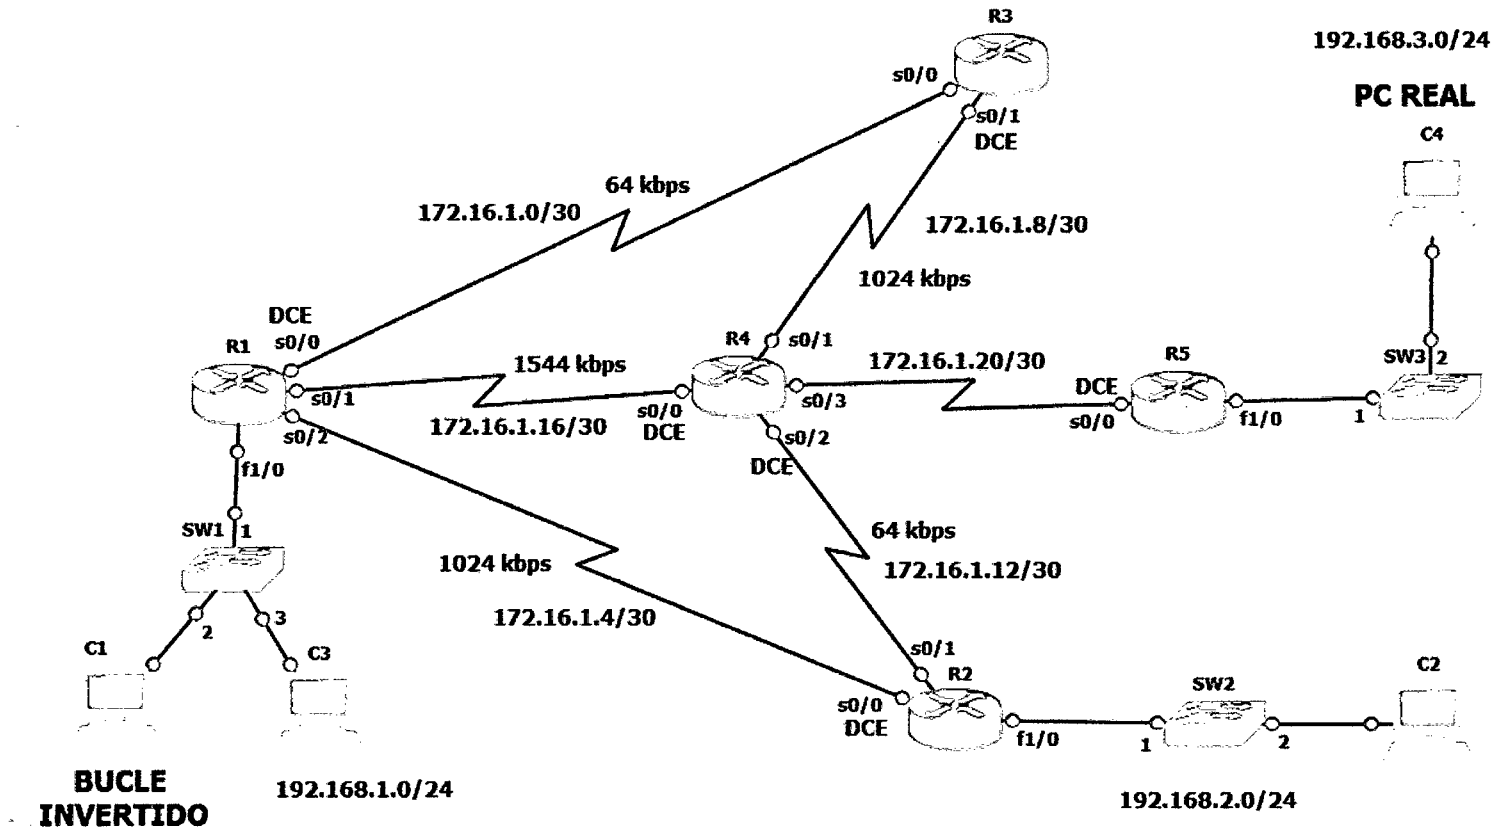 R3
192.168.3.0/24
s0/0
PC REAL
s0/1
DCE
C4
64 kbps
172.16.1.0/30
172.16.1.8/30
1024 kbps
DCE
s0/0
R1
R4
s0/1
1544 kbps
172.16.1.20/30
R5
SW3
2
s0/1
s0/0
DCE
s0/3
DCE
s0/0
f1/0
1
172.16.1.16/30
s0/2
s0/2
DCE
f1/0
SW1
1
64 kbps
172.16.1.12/30
1024 kbps
172.16.1.4/30
2
3
C1
C3
s0/1
R2
s0/0
DCE
f1/0
SW2
1
2
C2
BUCLE
INVERTIDO
192.168.1.0/24
192.168.2.0/24